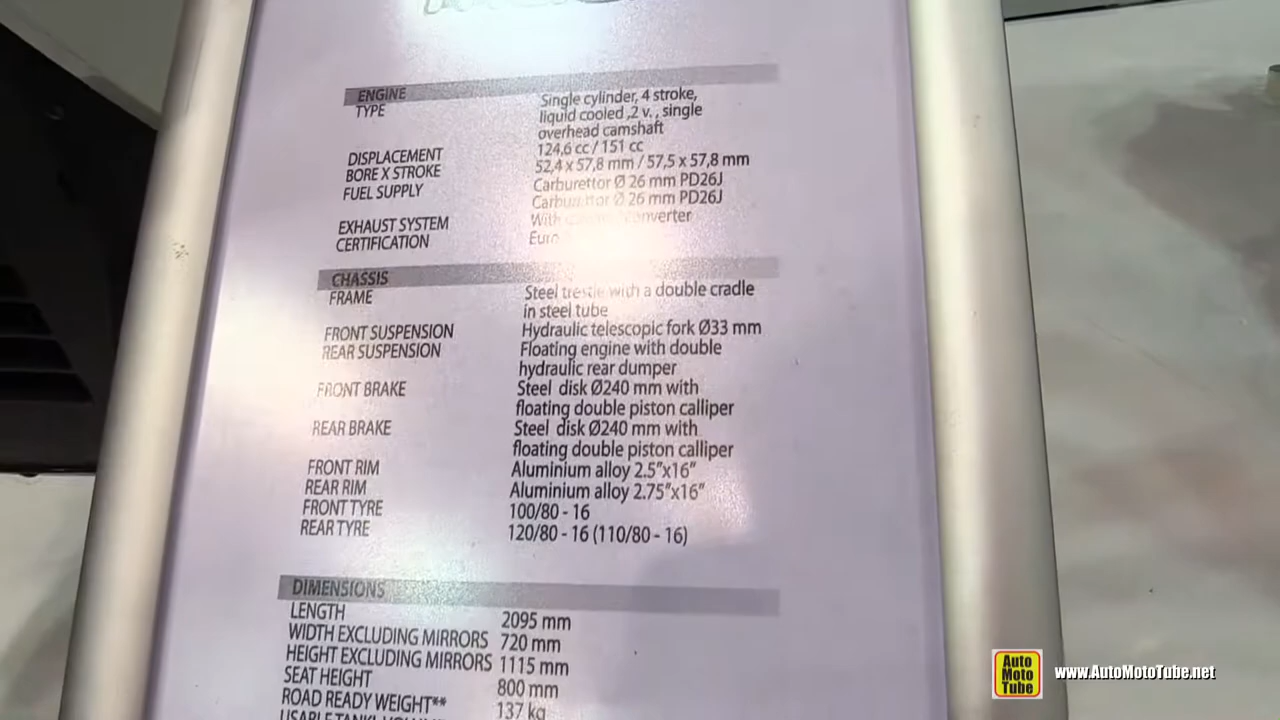 ENGINE
TYPE Single cylinder, 4 stroke,
liquid cooled ,2 v. , single
overhead camshaft
DISPLACEMENT 124,6 cc / 151 cc
BORE X STROKE 52,4 x 57,8 mm / 57,5 x 57,8 mm
FUEL SUPPLY Carburettor Ø 26 mm PD26J
Carburettor Ø 26 mm PD26J
EXHAUST SYSTEM With converter
CERTIFICATION Euro
CHASSIS
FRAME Steel trestle with a double cradle
in steel tube
FRONT SUSPENSION Hydraulic telescopic fork Ø33 mm
REAR SUSPENSION Floating engine with double
hydraulic rear dumper
FRONT BRAKE Steel disk Ø240 mm with
floating double piston calliper
REAR BRAKE Steel disk Ø240 mm with
floating double piston calliper
FRONT RIM Aluminium alloy 2.5"x16"
REAR RIM Aluminium alloy 2.75"x16"
FRONT TYRE 100/80 - 16
REAR TYRE 120/80 - 16 (110/80 - 16)
DIMENSIONS
LENGTH 2095 mm
WIDTH EXCLUDING MIRRORS 720 mm
HEIGHT EXCLUDING MIRRORS 1115 mm
SEAT HEIGHT 800 mm
ROAD READY WEIGHT** 137 kg
Auto
Moto
Tube
www.AutoMotoTube.net